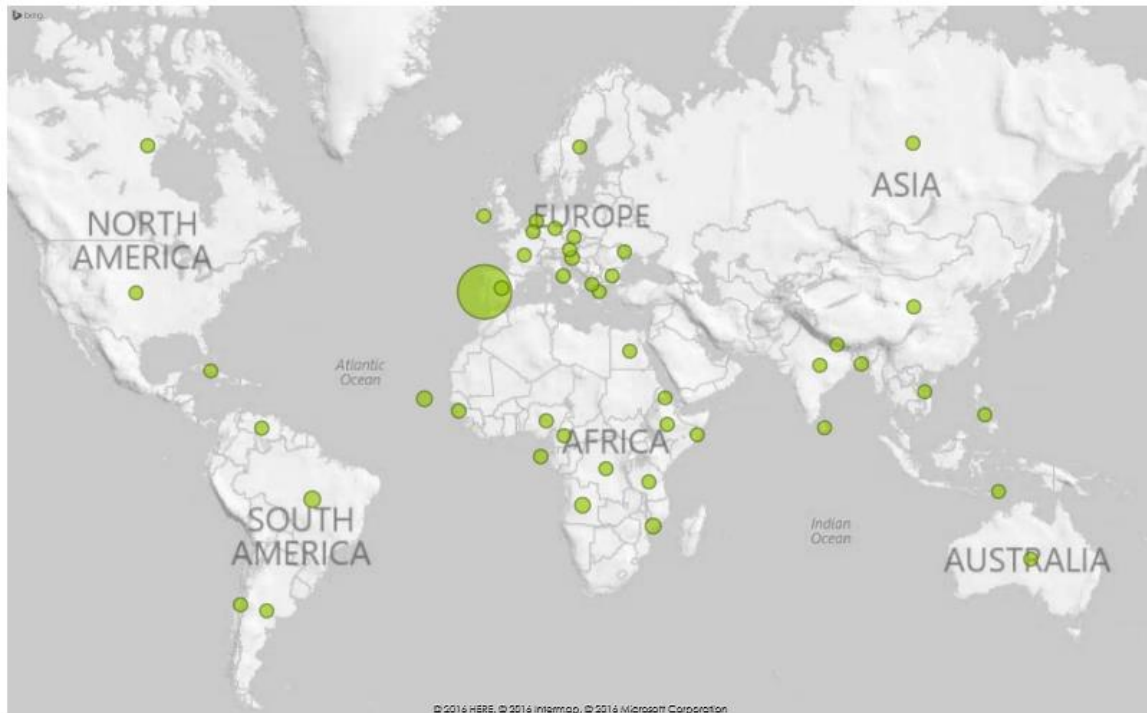 bing
NORTH
AMERICA
EUROPE
ASIA
Atlantic
Ocean
AFRICA
SOUTH
AMERICA
Indian
Ocean
AUSTRALIA
© 2016 HERE, © 2016 Intermap, © 2016 Microsoft Corporation